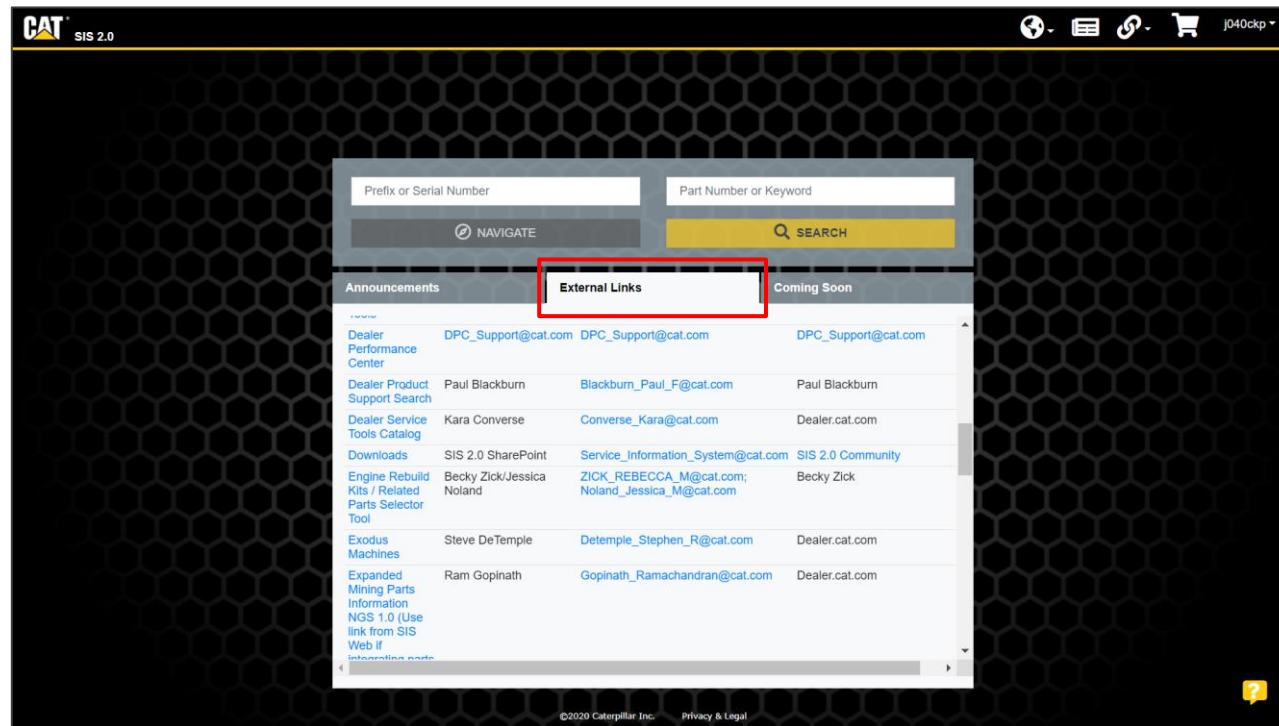 CAT SIS 2.0 j040ckp
Prefix or Serial Number Part Number or Keyword
NAVIGATE SEARCH
Announcements External Links Coming Soon
Tools
Dealer DPC_Support@cat.com DPC_Support@cat.com DPC_Support@cat.com
Performance
Center
Dealer Product Paul Blackburn Blackburn_Paul_F@cat.com Paul Blackburn
Support Search
Dealer Service Kara Converse Converse_Kara@cat.com Dealer.cat.com
Tools Catalog
Downloads SIS 2.0 SharePoint Service_Information_System@cat.com SIS 2.0 Community
Engine Rebuild Becky Zick/Jessica ZICK_REBECCA_M@cat.com; Becky Zick
Kits / Related Noland Noland_Jessica_M@cat.com
Parts Selector
Tool
Exodus Steve DeTemple Detemple_Stephen_R@cat.com Dealer.cat.com
Machines
Expanded Ram Gopinath Gopinath_Ramachandran@cat.com Dealer.cat.com
Mining Parts
Information
NGS 1.0 (Use
link from SIS
Web if
integrating parts
©2020 Caterpillar Inc. Privacy & Legal